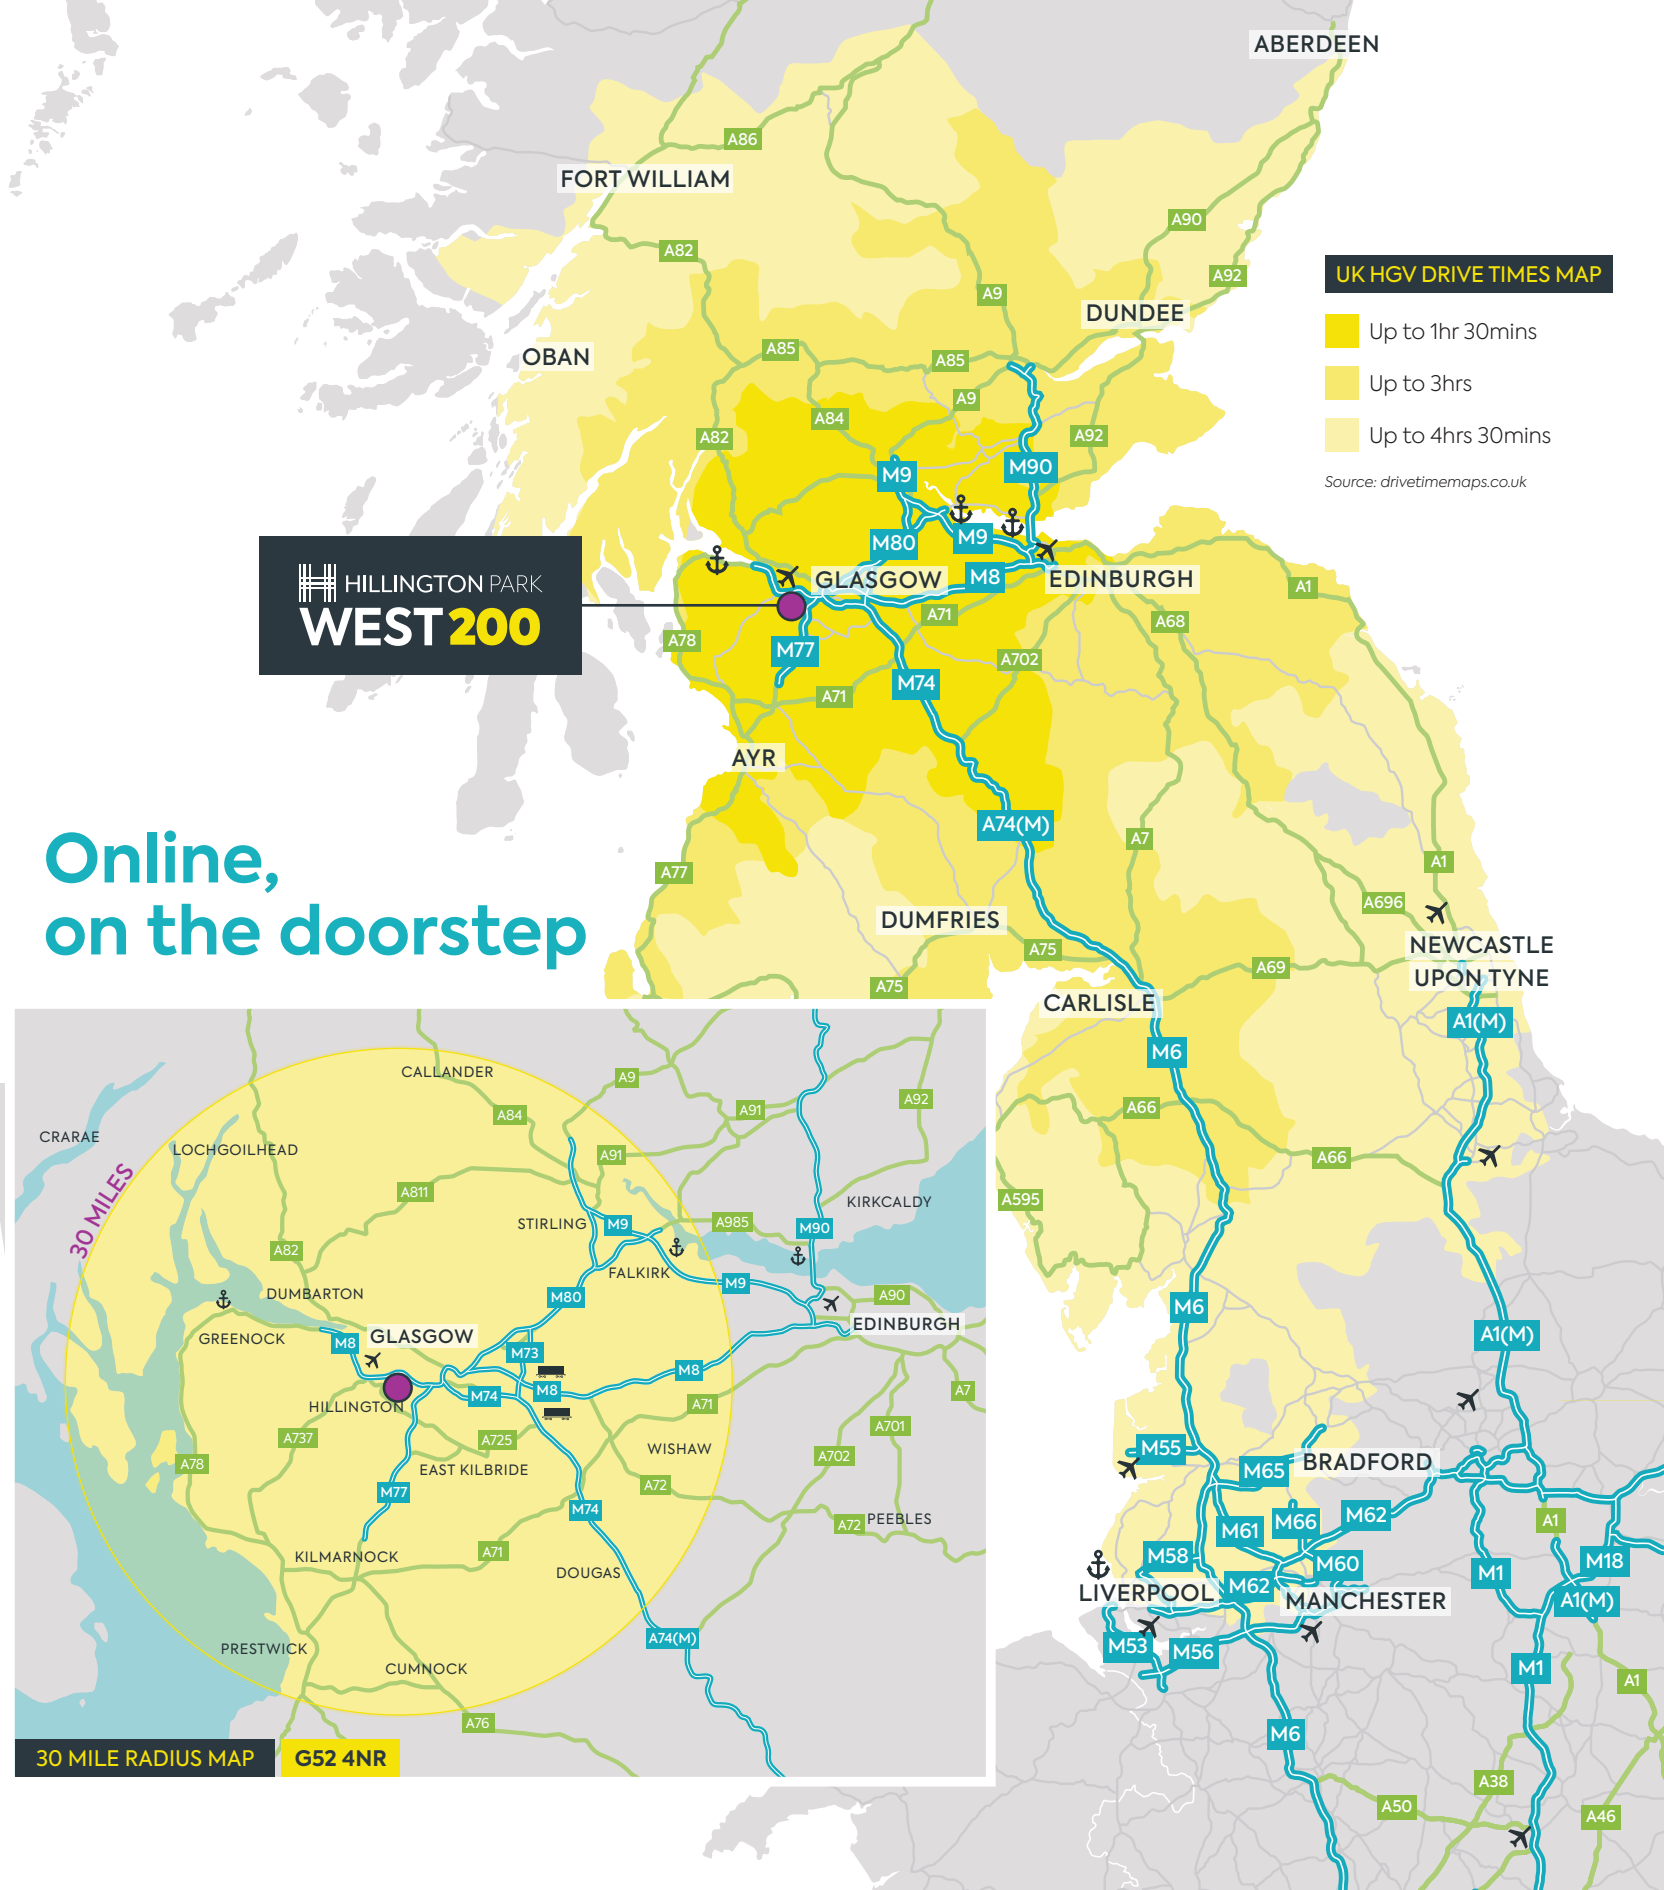 ABERDEEN
A86
FORT WILLIAM
A90
A82
A92
UK HGV DRIVE TIMES MAP
A9
DUNDEE
Up to 1hr 30mins
OBAN
A85
A85
Up to 3hrs
A9
A84
A82
A92
Up to 4hrs 30mins
M9
M90
Source: drivetimemaps.co.uk
M80
M9
HILLINGTON PARK
WEST 200
GLASGOW
M8
EDINBURGH
A1
A71
A68
A78
M77
A702
M74
A71
AYR
A74(M)
A7
Online,
on the doorstep
A77
A1
A696
DUMFRIES
A75
NEWCASTLE
UPON TYNE
A69
A75
CARLISLE
A1(M)
M6
A66
A66
A595
M6
A1(M)
M55
M65
BRADFORD
M61
M66
M62
A1
M58
M60
M1
M18
LIVERPOOL
M62
MANCHESTER
A1(M)
M53
M56
M1
A1
M6
A38
A50
A46
CALLANDER
A9
A84
A91
A92
CRARAE
LOCHGOILHEAD
A91
30 MILES
A811
KIRKCALDY
STIRLING
M9
A985
M90
A82
FALKIRK
M9
DUMBARTON
M80
A90
GREENOCK
M8
GLASGOW
EDINBURGH
M73
M8
M74
M8
A7
HILLINGTON
A71
A737
A725
A701
WISHAW
A702
A78
EAST KILBRIDE
A72
M77
M74
A72
PEEBLES
A71
KILMARNOCK
DOUGAS
PRESTWICK
A74(M)
CUMNOCK
A76
30 MILE RADIUS MAP
G52 4NR